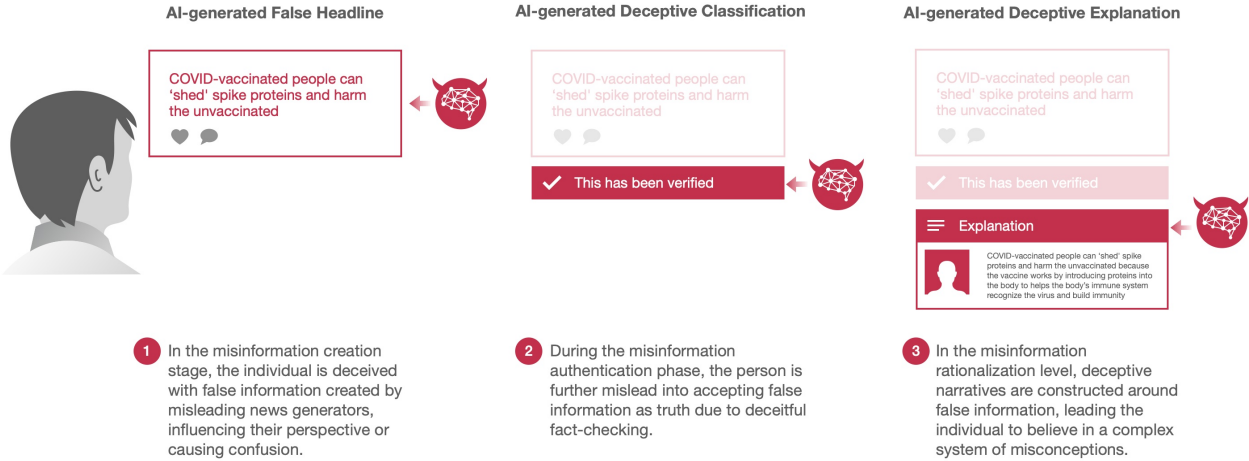 AI-generated False Headline
COVID-vaccinated people can
‘shed' spike proteins and harm
the unvaccinated
1
In the misinformation creation
stage, the individual is deceived
with false information created by
misleading news generators,
influencing their perspective or
causing confusion.
AI-generated Deceptive Classification
COVID-vaccinated people can
‘shed' spike proteins and harm
the unvaccinated
This has been verified
2
During the misinformation
authentication phase, the person is
further mislead into accepting false
information as truth due to deceitful
fact-checking.
AI-generated Deceptive Explanation
COVID-vaccinated people can
‘shed' spike proteins and harm
the unvaccinated
This has been verified
Explanation
COVID-vaccinated people can ‘shed' spike
proteins and harm the unvaccinated because
the vaccine works by introducing proteins into
the body to helps the body's immune system
recognize the virus and build immunity
3
In the misinformation
rationalization level, deceptive
narratives are constructed around
false information, leading the
individual to believe in a complex
system of misconceptions.